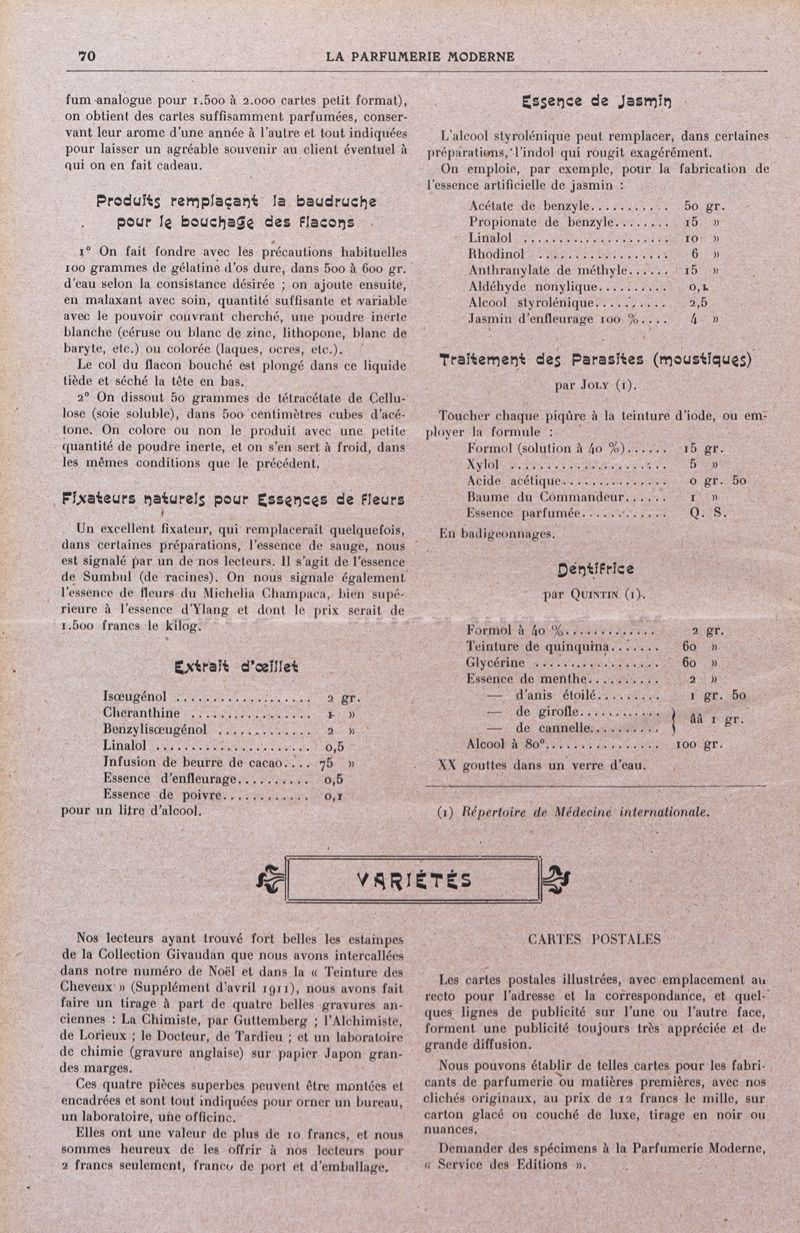 70
LA PARFUMERIE MODERNE
fum analogue pour 1.500 à 2.000 cartes petit format),
on obtient des cartes suffisamment parfumées, conser-
vant leur arome d'une année à l'autre et tout indiquées
pour laisser un agréable souvenir au client éventuel à
qui on en fait cadeau.
Produits remplaçant la baudruche
pour le bouchage des Flacons
1° On fait fondre avec les précautions habituelles
100 grammes de gélatine d'os dure, dans 500 à 600 gr.
d'eau selon la consistance désirée ; on ajoute ensuite,
en malaxant avec soin, quantité suffisante et variable
avec le pouvoir couvrant cherché, une poudre inerte
blanche (céruse ou blanc de zinc, lithopone, blanc de
baryte, etc.) ou colorée (laques, ocres, etc.).
Le col du flacon bouché est plongé dans ce liquide
tiède et séché la tête en bas.
2° On dissout 50 grammes de tétracétate de Cellu-
lose (soie soluble), dans 500 centimètres cubes d'acé-
tone. On colore ou non le produit avec une petite
quantité de poudre inerte, et on s'en sert à froid, dans
les mêmes conditions que le précédent.
Fixateurs naturels pour Essences de Fleurs
Un excellent fixateur, qui remplacerait quelquefois,
dans certaines préparations, l'essence de sauge, nous
est signalé par un de nos lecteurs. Il s'agit de l'essence
de Sumbul (de racines). On nous signale également
l'essence de fleurs du Michelia Champaca, bien supé-
rieure à l'essence d'Ylang et dont le prix serait de
1.500 francs le kilog.
Extrait d'œillet
Isœugénol .................. 2 gr.
Cheranthine ................ 1 »
Benzylisœugénol ............ 2 »
Linalol .................... 0,5
Infusion de beurre de cacao.... 75 »
Essence d'enfleurage.......... 0,5
Essence de poivre............ 0,1
pour un litre d'alcool.
Essence de Jasmin
L'alcool styrolénique peut remplacer, dans certaines
préparations, l'indol qui rougit exagérément.
On emploie, par exemple, pour la fabrication de
l'essence artificielle de jasmin :
Acétate de benzyle........... 50 gr.
Propionate de benzyle........ 15 »
Linalol .................... 10 »
Rhodinol .................. 6 »
Anthranylate de méthyle...... 15 »
Aldéhyde nonylique.......... 0,1
Alcool styrolénique.......... 2,5
Jasmin d'enfleurage 100 %.... 4 »
Traitement des Parasites (moustiques)
par JOLY (1).
Toucher chaque piqûre à la teinture d'iode, ou em-
ployer la formule :
Formol (solution à 40 %)...... 15 gr.
Xylol ...................... 5 »
Acide acétique............... 0 gr. 50
Baume du Commandeur...... 1 »
Essence parfumée............ Q. S.
En badigeonnages.
Dentifrice
par QUINTIN (1).
Formol à 40 %............. 2 gr.
Teinture de quinquina....... 60 »
Glycérine .................. 60 »
Essence de menthe.......... 2 »
— d'anis étoilé......... 1 gr. 50
— de girofle............ } ââ 1 gr.
— de cannelle.......... }
Alcool à 80°................ 100 gr.
XX gouttes dans un verre d'eau.
(1) Répertoire de Médecine internationale.
VARIÉTÉS
Nos lecteurs ayant trouvé fort belles les estampes
de la Collection Givaudan que nous avons intercallées
dans notre numéro de Noël et dans la « Teinture des
Cheveux » (Supplément d'avril 1911), nous avons fait
faire un tirage à part de quatre belles gravures an-
ciennes : La Chimiste, par Guttemberg ; l'Alchimiste,
de Lorieux ; le Docteur, de Tardieu ; et un laboratoire
de chimie (gravure anglaise) sur papier Japon gran-
des marges.
Ces quatre pièces superbes peuvent être montées et
encadrées et sont tout indiquées pour orner un bureau,
un laboratoire, une officine.
Elles ont une valeur de plus de 10 francs, et nous
sommes heureux de les offrir à nos lecteurs pour
2 francs seulement, franco de port et d'emballage.
CARTES POSTALES
Les cartes postales illustrées, avec emplacement au
recto pour l'adresse et la correspondance, et quel-
ques lignes de publicité sur l'une ou l'autre face,
forment une publicité toujours très appréciée et de
grande diffusion.
Nous pouvons établir de telles cartes pour les fabri-
cants de parfumerie ou matières premières, avec nos
clichés originaux, au prix de 12 francs le mille, sur
carton glacé ou couché de luxe, tirage en noir ou
nuances.
Demander des spécimens à la Parfumerie Moderne,
« Service des Editions ».